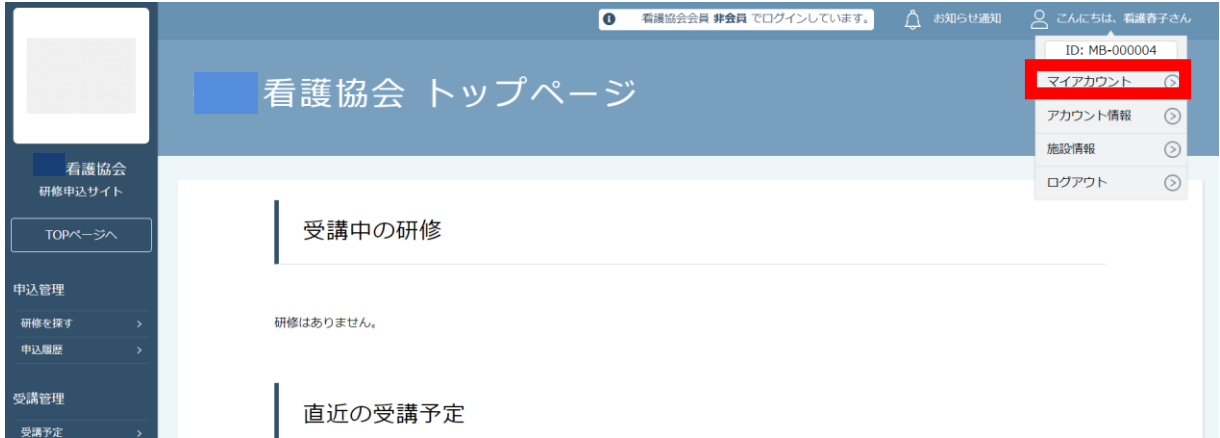 看護協会会員 非会員 でログインしています。
お知らせ通知
こんにちは、看護春子さん
ID: MB-000004
マイアカウント
アカウント情報
施設情報
ログアウト
看護協会 トップページ
看護協会
研修申込サイト
TOPページへ
申込管理
研修を探す
申込履歴
受講管理
受講予定
受講中の研修
研修はありません。
直近の受講予定